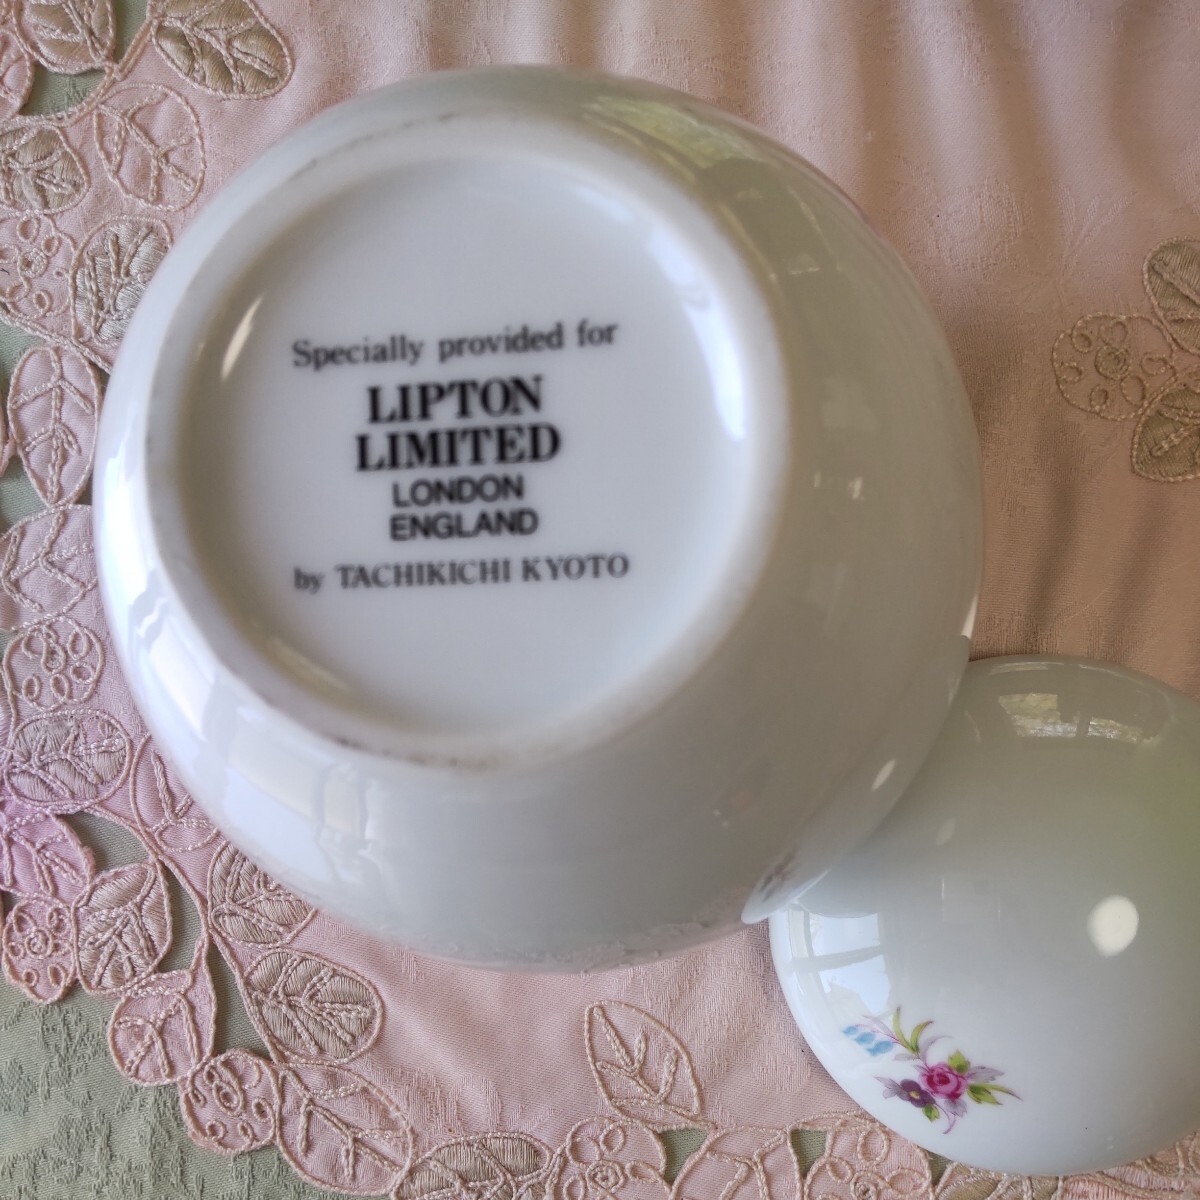 Specially provided for
LIPTON
LIMITED
LONDON
ENGLAND
by TACHIKICHI KYOTO